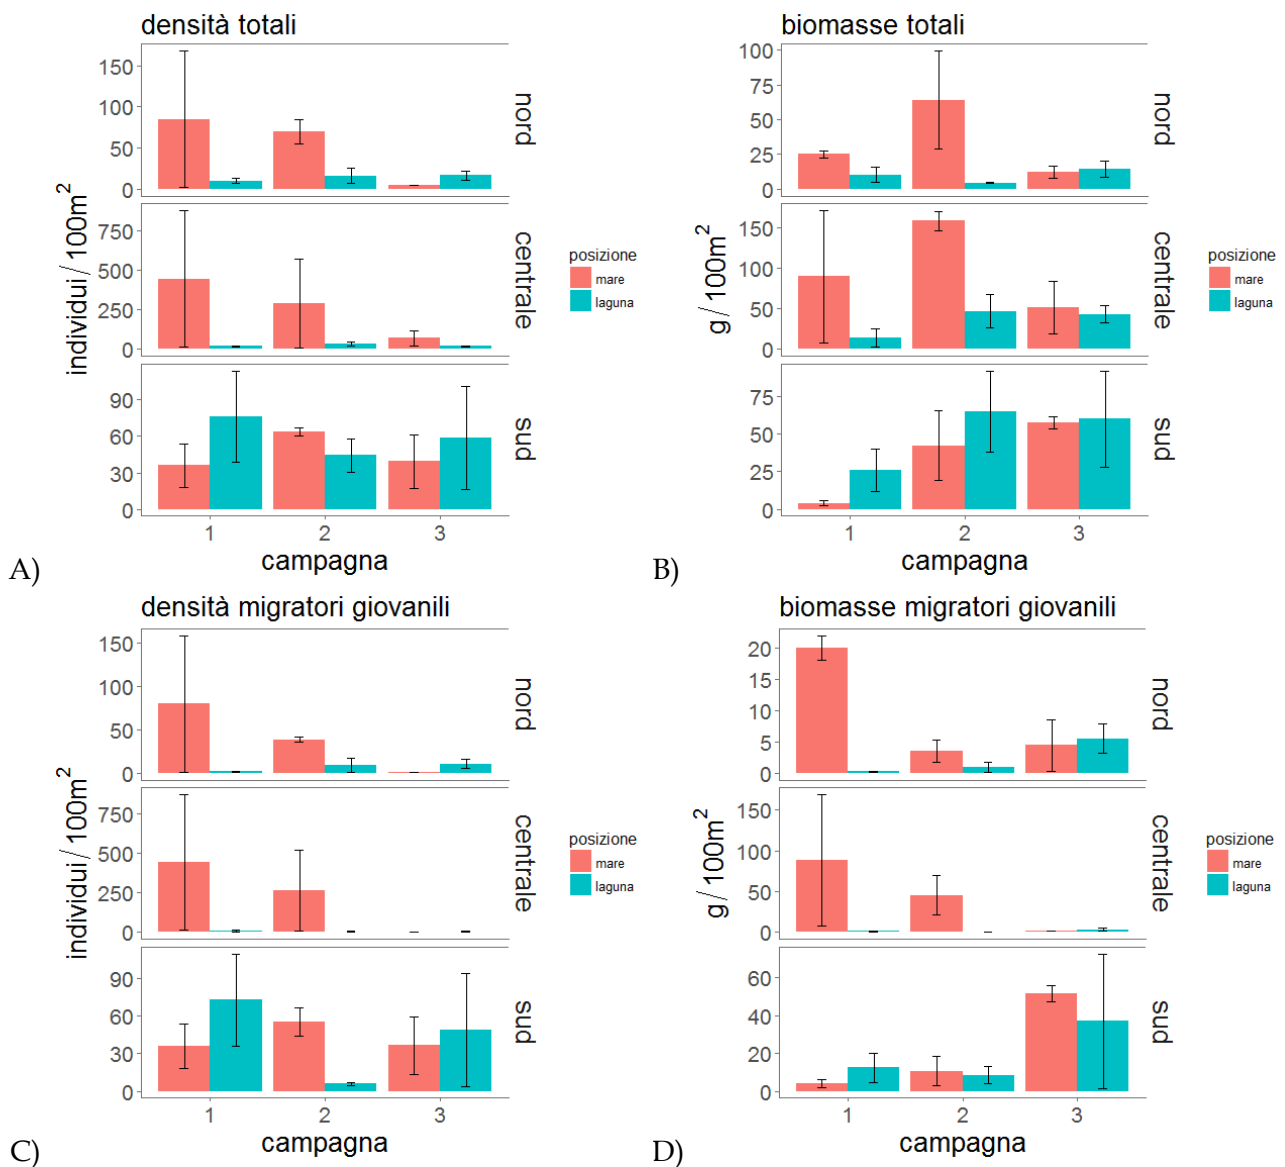 densità totali
150
100
50
0
nord
750
500
250
0
centrale
90
60
30
0
sud
individui / 100m²
1 2 3
campagna
posizione
mare
laguna
A)
biomasse totali
100
75
50
25
0
nord
150
100
50
0
centrale
75
50
25
0
sud
g / 100m²
1 2 3
campagna
posizione
mare
laguna
B)
densità migratori giovanili
150
100
50
0
nord
750
500
250
0
centrale
90
60
30
0
sud
individui / 100m²
1 2 3
campagna
posizione
mare
laguna
C)
biomasse migratori giovanili
20
15
10
5
0
nord
150
100
50
0
centrale
60
40
20
0
sud
g / 100m²
1 2 3
campagna
posizione
mare
laguna
D)